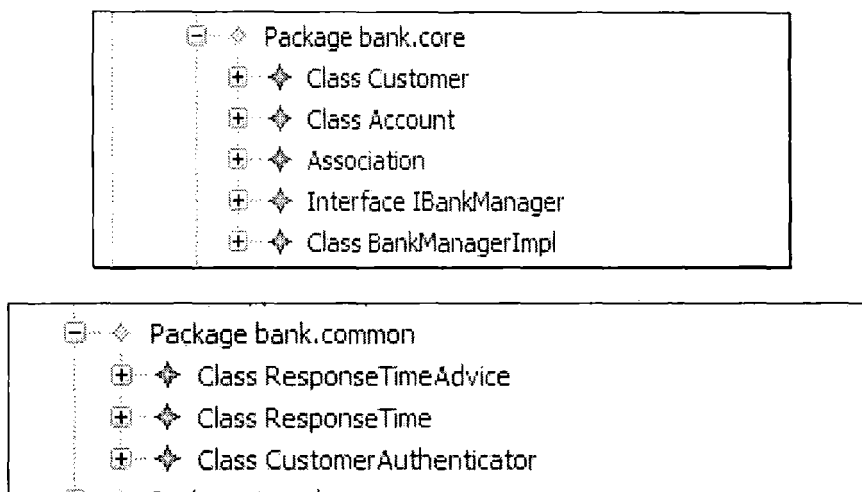 Package bank.core
Class Customer
Class Account
Association
Interface IBankManager
Class BankManagerImpl
Package bank.common
Class ResponseTimeAdvice
Class ResponseTime
Class CustomerAuthenticator